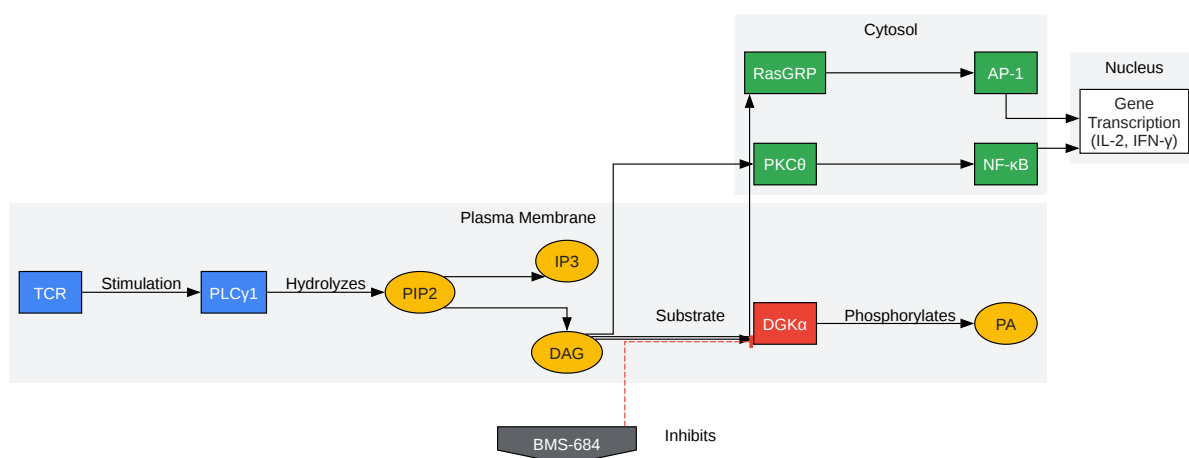 Cytosol
RasGRP
AP-1
Nucleus
Gene
Transcription
(IL-2, IFN-γ)
PKCθ
NF-κB
Plasma Membrane
IP3
TCR
Stimulation
PLCγ1
Hydrolyzes
PIP2
Substrate
DGKα
Phosphorylates
PA
DAG
BMS-684
Inhibits